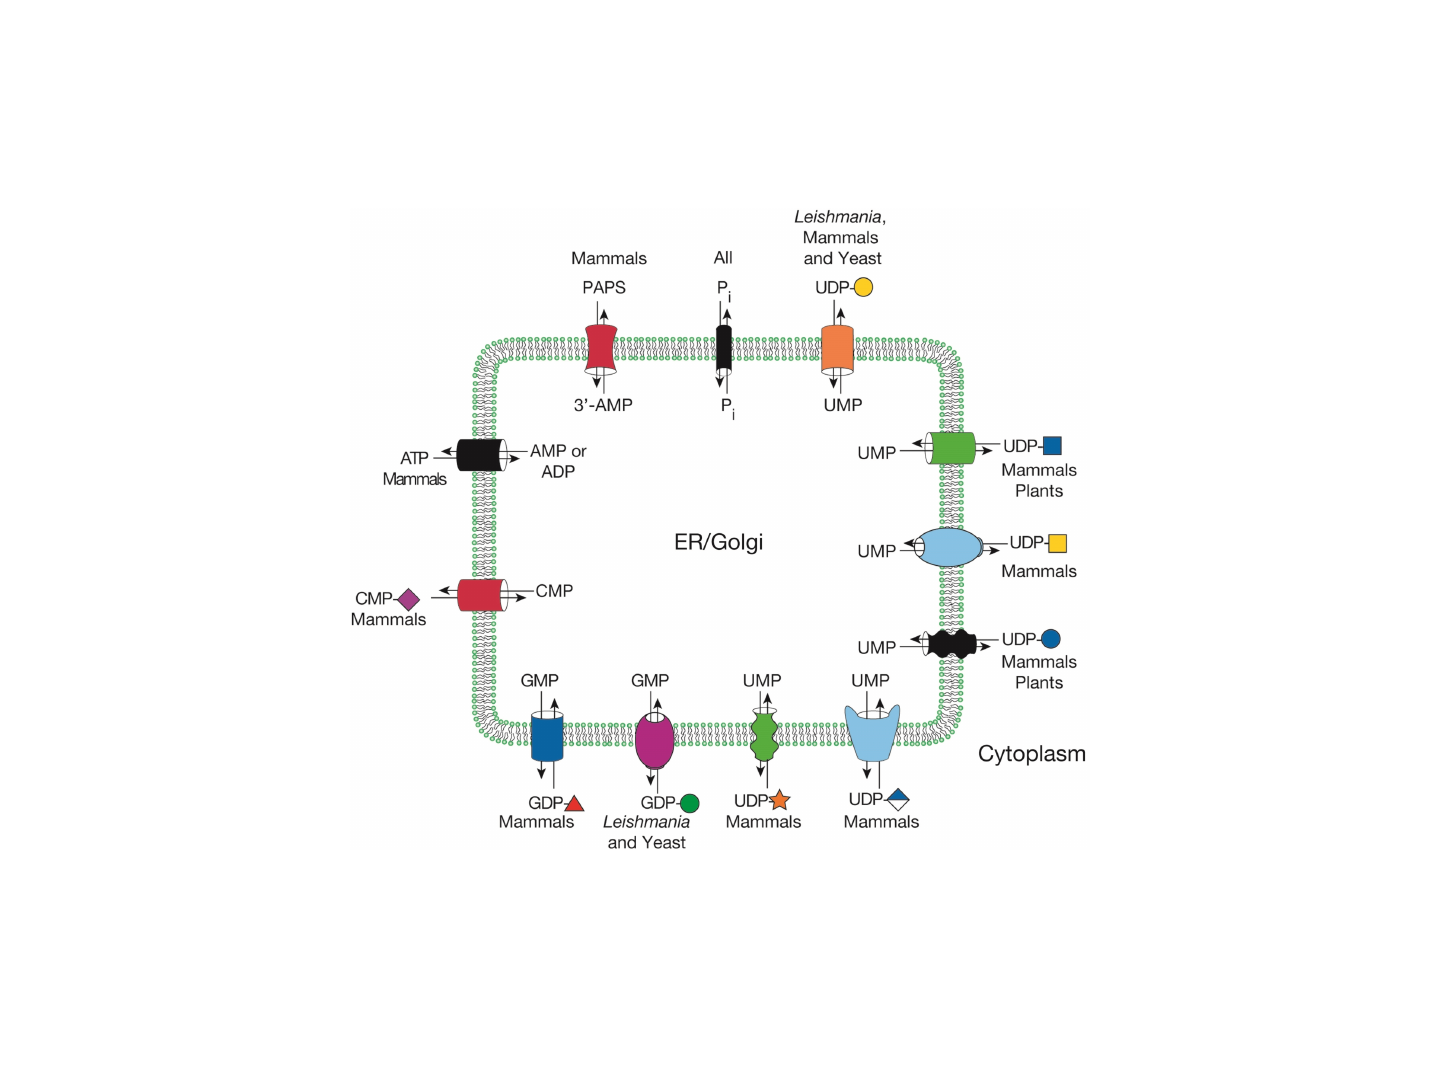 Leishmania,
Mammals
and Yeast
Mammals
All
PAPS
Pi
UDP-
3’-AMP
Pi
UMP
ATP
Mammals
AMP or
ADP
UMP
UDP-
Mammals
Plants
ER/Golgi
UMP
UDP-
Mammals
CMP-
Mammals
CMP
UMP
UDP-
Mammals
Plants
GMP
GMP
UMP
UMP
Cytoplasm
GDP-
Mammals
GDP-
Leishmania
and Yeast
UDP-
Mammals
UDP-
Mammals